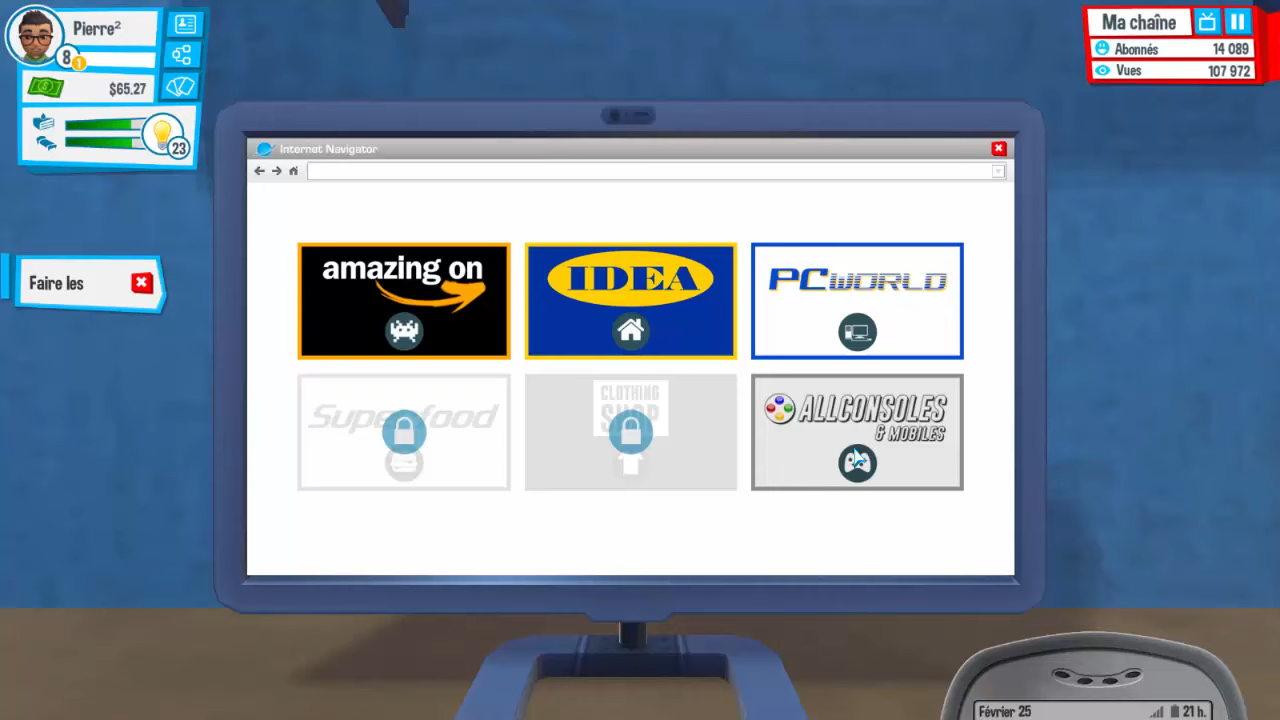 Pierre²
8
1
$65.27
23
Faire les
Ma chaîne
Abonnés 14 089
Vues 107 972
Internet Navigator
amazing on
IDEA
PCWORLD
Superfood
CLOTHING
SHOP
ALLCONSOLES
& MOBILES
Février 25
21 h.